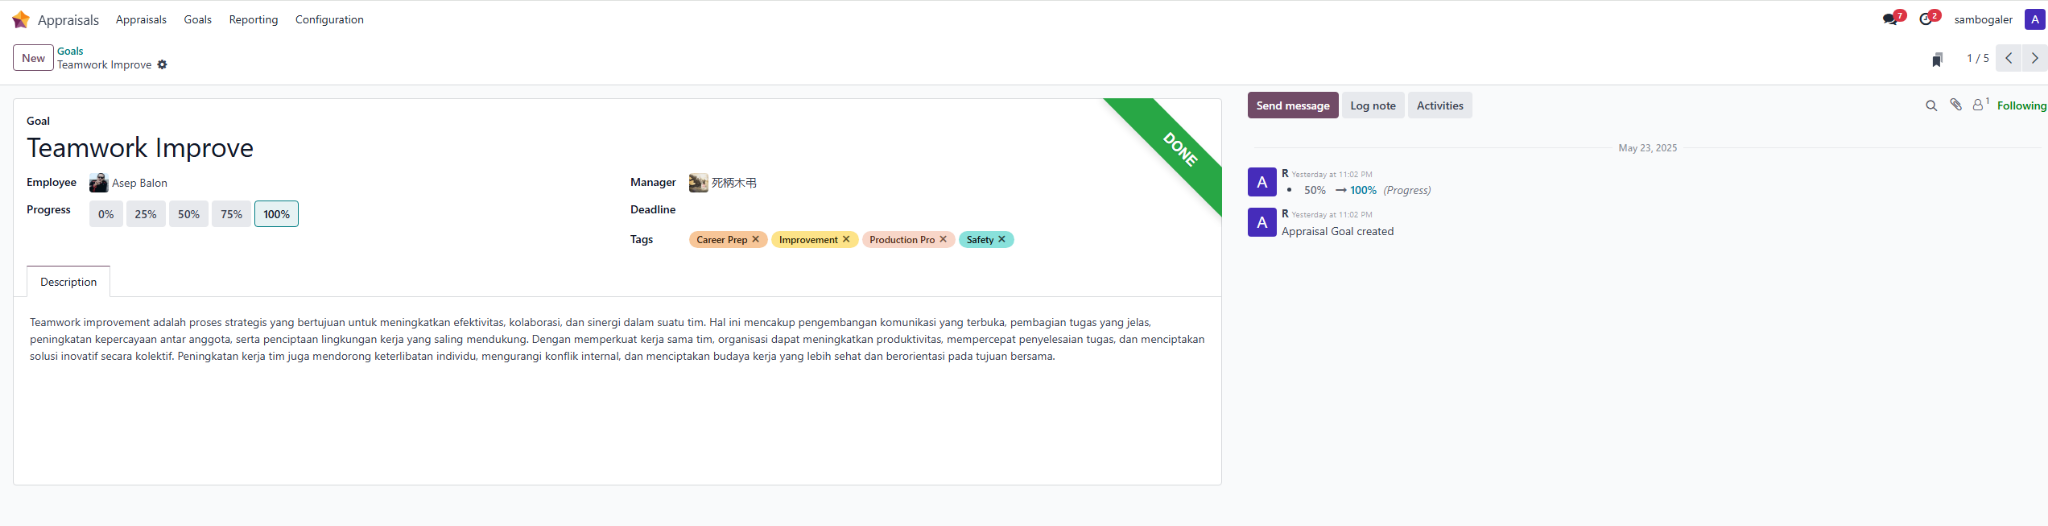 Appraisals Appraisals Goals Reporting Configuration 7 2 sambogaler A
New Goals 1 / 5
Teamwork Improve
Goal
Teamwork Improve
DONE
Employee Asep Balon
Manager 死柄木弔
Progress 0% 25% 50% 75% 100%
Deadline
Tags Career Prep × Improvement × Production Pro × Safety ×
Description
Teamwork improvement adalah proses strategis yang bertujuan untuk meningkatkan efektivitas, kolaborasi, dan sinergi dalam suatu tim. Hal ini mencakup pengembangan komunikasi yang terbuka, pembagian tugas yang jelas,
peningkatan kepercayaan antar anggota, serta penciptaan lingkungan kerja yang saling mendukung. Dengan memperkuat kerja sama tim, organisasi dapat meningkatkan produktivitas, mempercepat penyelesaian tugas, dan menciptakan
solusi inovatif secara kolektif. Peningkatan kerja tim juga mendorong keterlibatan individu, mengurangi konflik internal, dan menciptakan budaya kerja yang lebih sehat dan berorientasi pada tujuan bersama.
Send message Log note Activities 1 Following
May 23, 2025
A R Yesterday at 11:02 PM
• 50% → 100% (Progress)
A R Yesterday at 11:02 PM
Appraisal Goal created